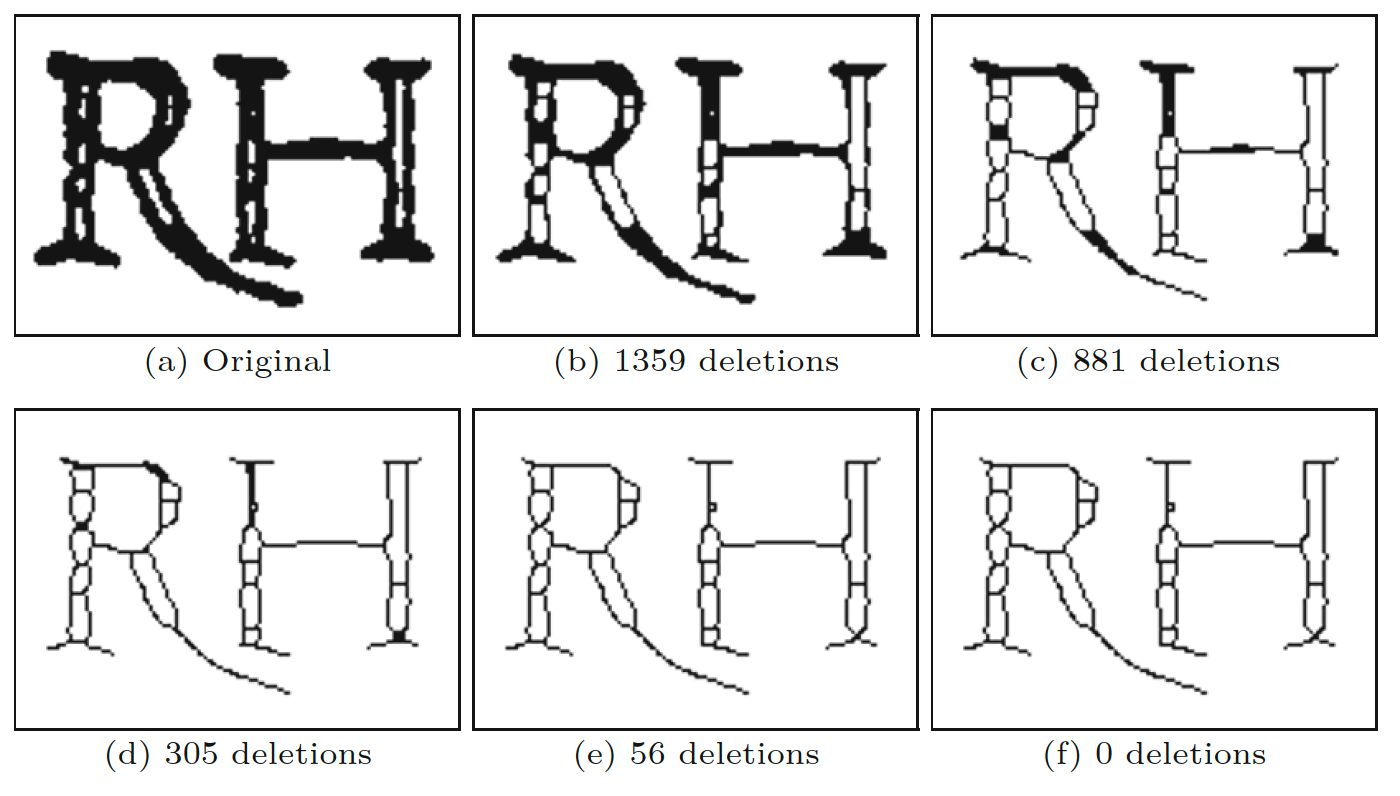 RH RH RH
(a) Original (b) 1359 deletions (c) 881 deletions
RH RH RH
(d) 305 deletions (e) 56 deletions (f) 0 deletions